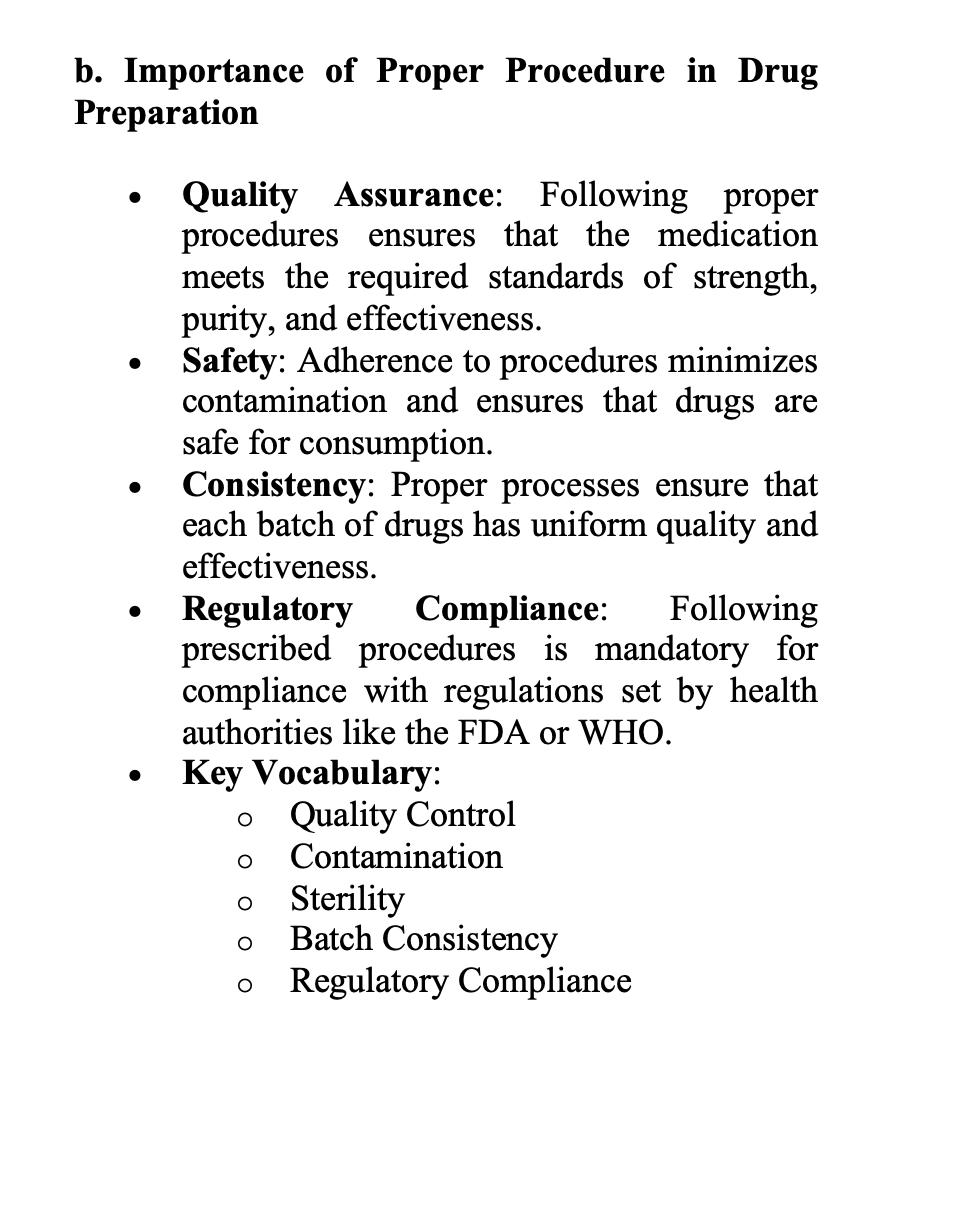 b. Importance of Proper Procedure in Drug
Preparation
• Quality Assurance: Following proper
procedures ensures that the medication
meets the required standards of strength,
purity, and effectiveness.
• Safety: Adherence to procedures minimizes
contamination and ensures that drugs are
safe for consumption.
• Consistency: Proper processes ensure that
each batch of drugs has uniform quality and
effectiveness.
• Regulatory Compliance: Following
prescribed procedures is mandatory for
compliance with regulations set by health
authorities like the FDA or WHO.
• Key Vocabulary:
o Quality Control
o Contamination
o Sterility
o Batch Consistency
o Regulatory Compliance